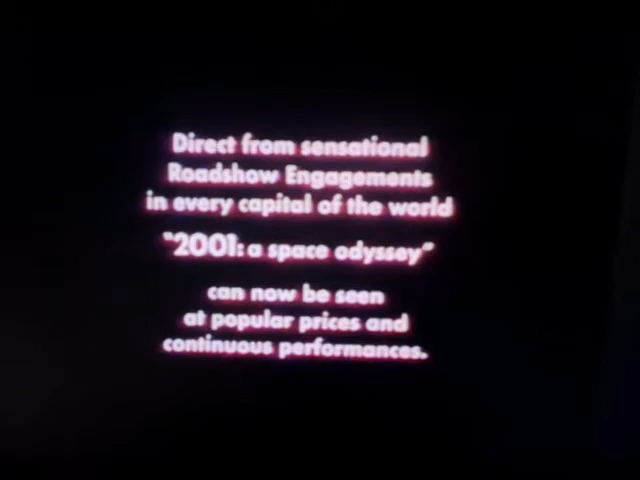 Direct from sensational
Roadshow Engagements
in every capital of the world
"2001: a space odyssey"
can now be seen
at popular prices and
continuous performances.